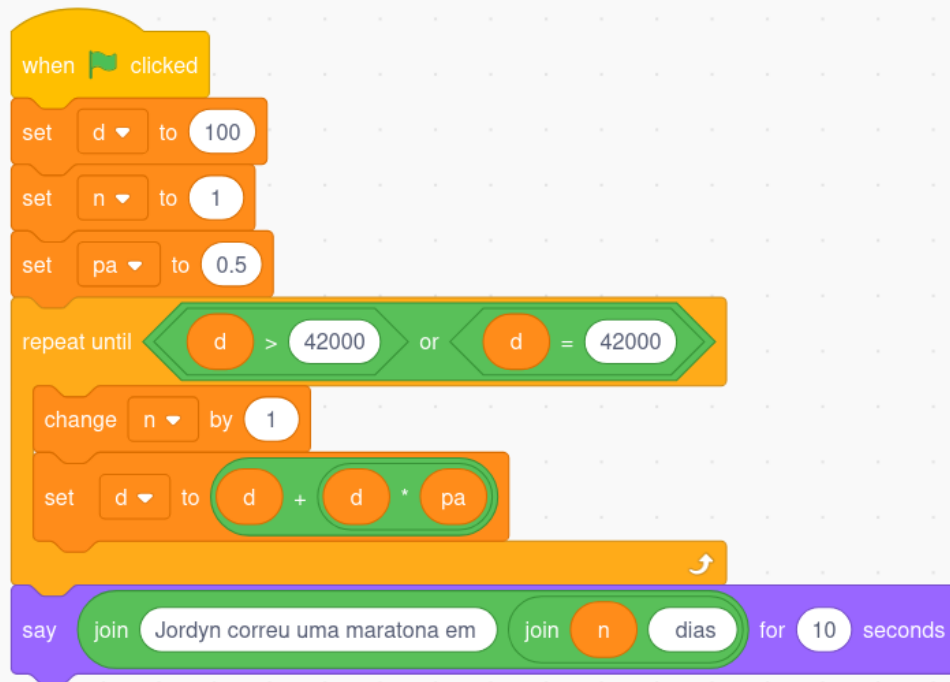 when clicked
set d to 100
set n to 1
set pa to 0.5
repeat until d > 42000 or d = 42000
change n by 1
set d to d + d * pa
say join Jordyn correu uma maratona em join n dias for 10 seconds